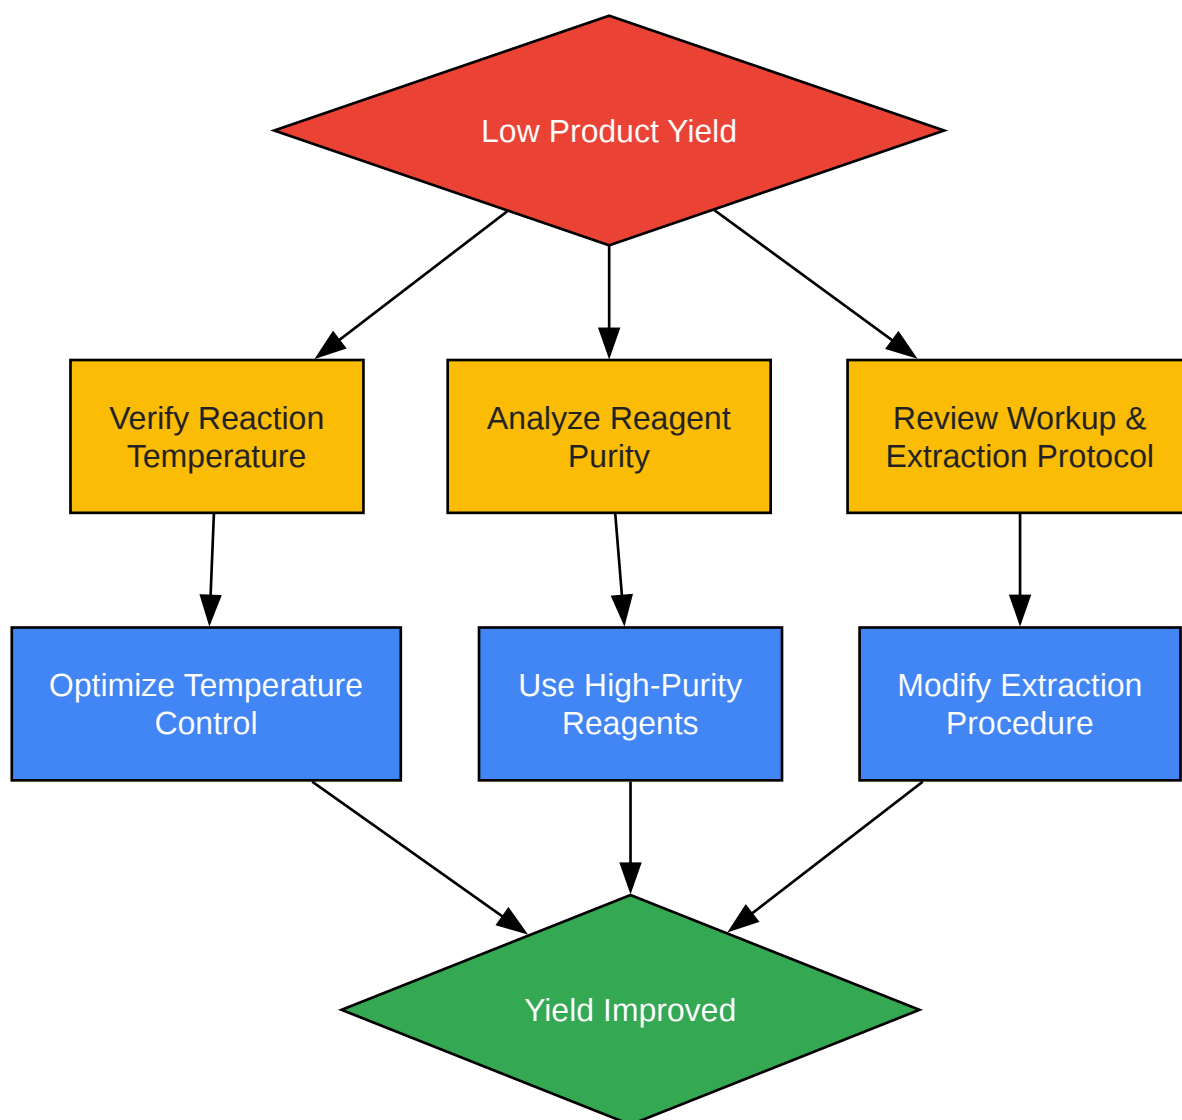 Low Product Yield
Verify Reaction
Temperature
Analyze Reagent
Purity
Review Workup &
Extraction Protocol
Optimize Temperature
Control
Use High-Purity
Reagents
Modify Extraction
Procedure
Yield Improved